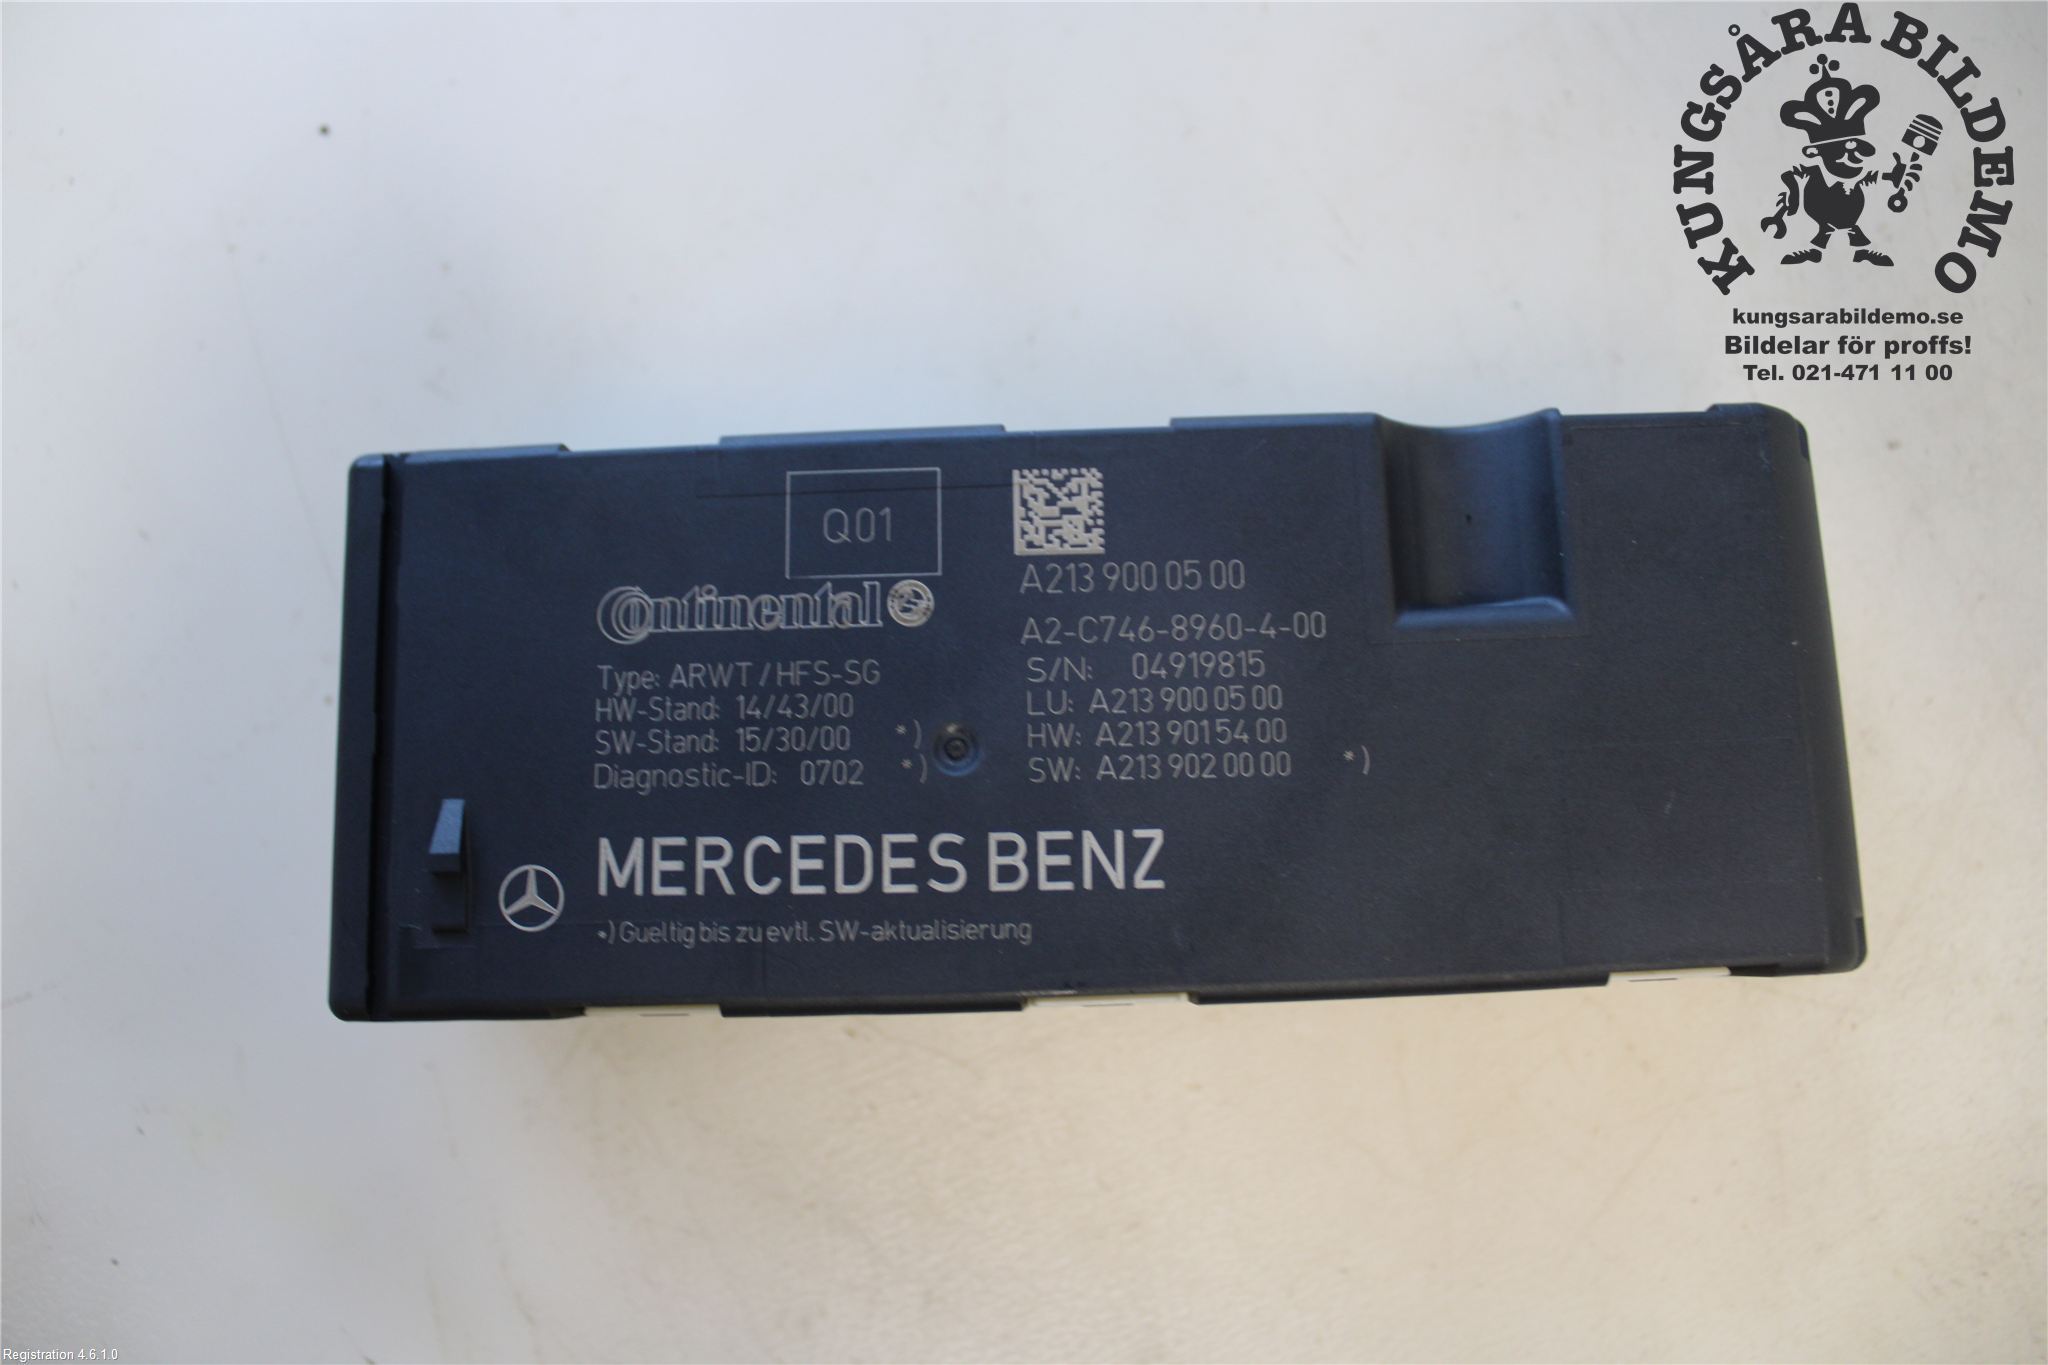 KUNGSÅRA BILDEMO
kungsarabildemo.se
Bildelar för proffs!
Tel. 021-471 11 00
Q01
Continental
A213 900 05 00
A2-C746-8960-4-00
Type: ARWT/HFS-SG
S/N: 04919815
HW-Stand: 14/43/00
LU: A213 900 05 00
SW-Stand: 15/30/00 *)
HW: A213 901 54 00
Diagnostic-ID: 0702 *)
SW: A213 902 00 00 *)
MERCEDES BENZ
*) Gueltig bis zu evtl. SW-aktualisierung
Registration 4.6.1.0